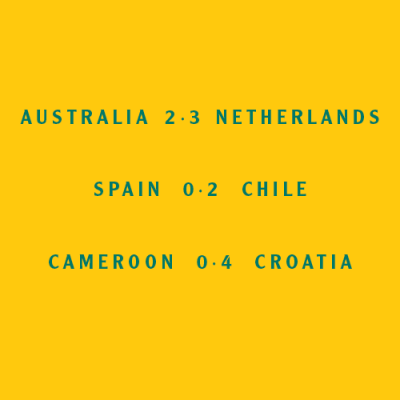 AUSTRALIA 2·3 NETHERLANDS
SPAIN 0·2 CHILE
CAMEROON 0·4 CROATIA